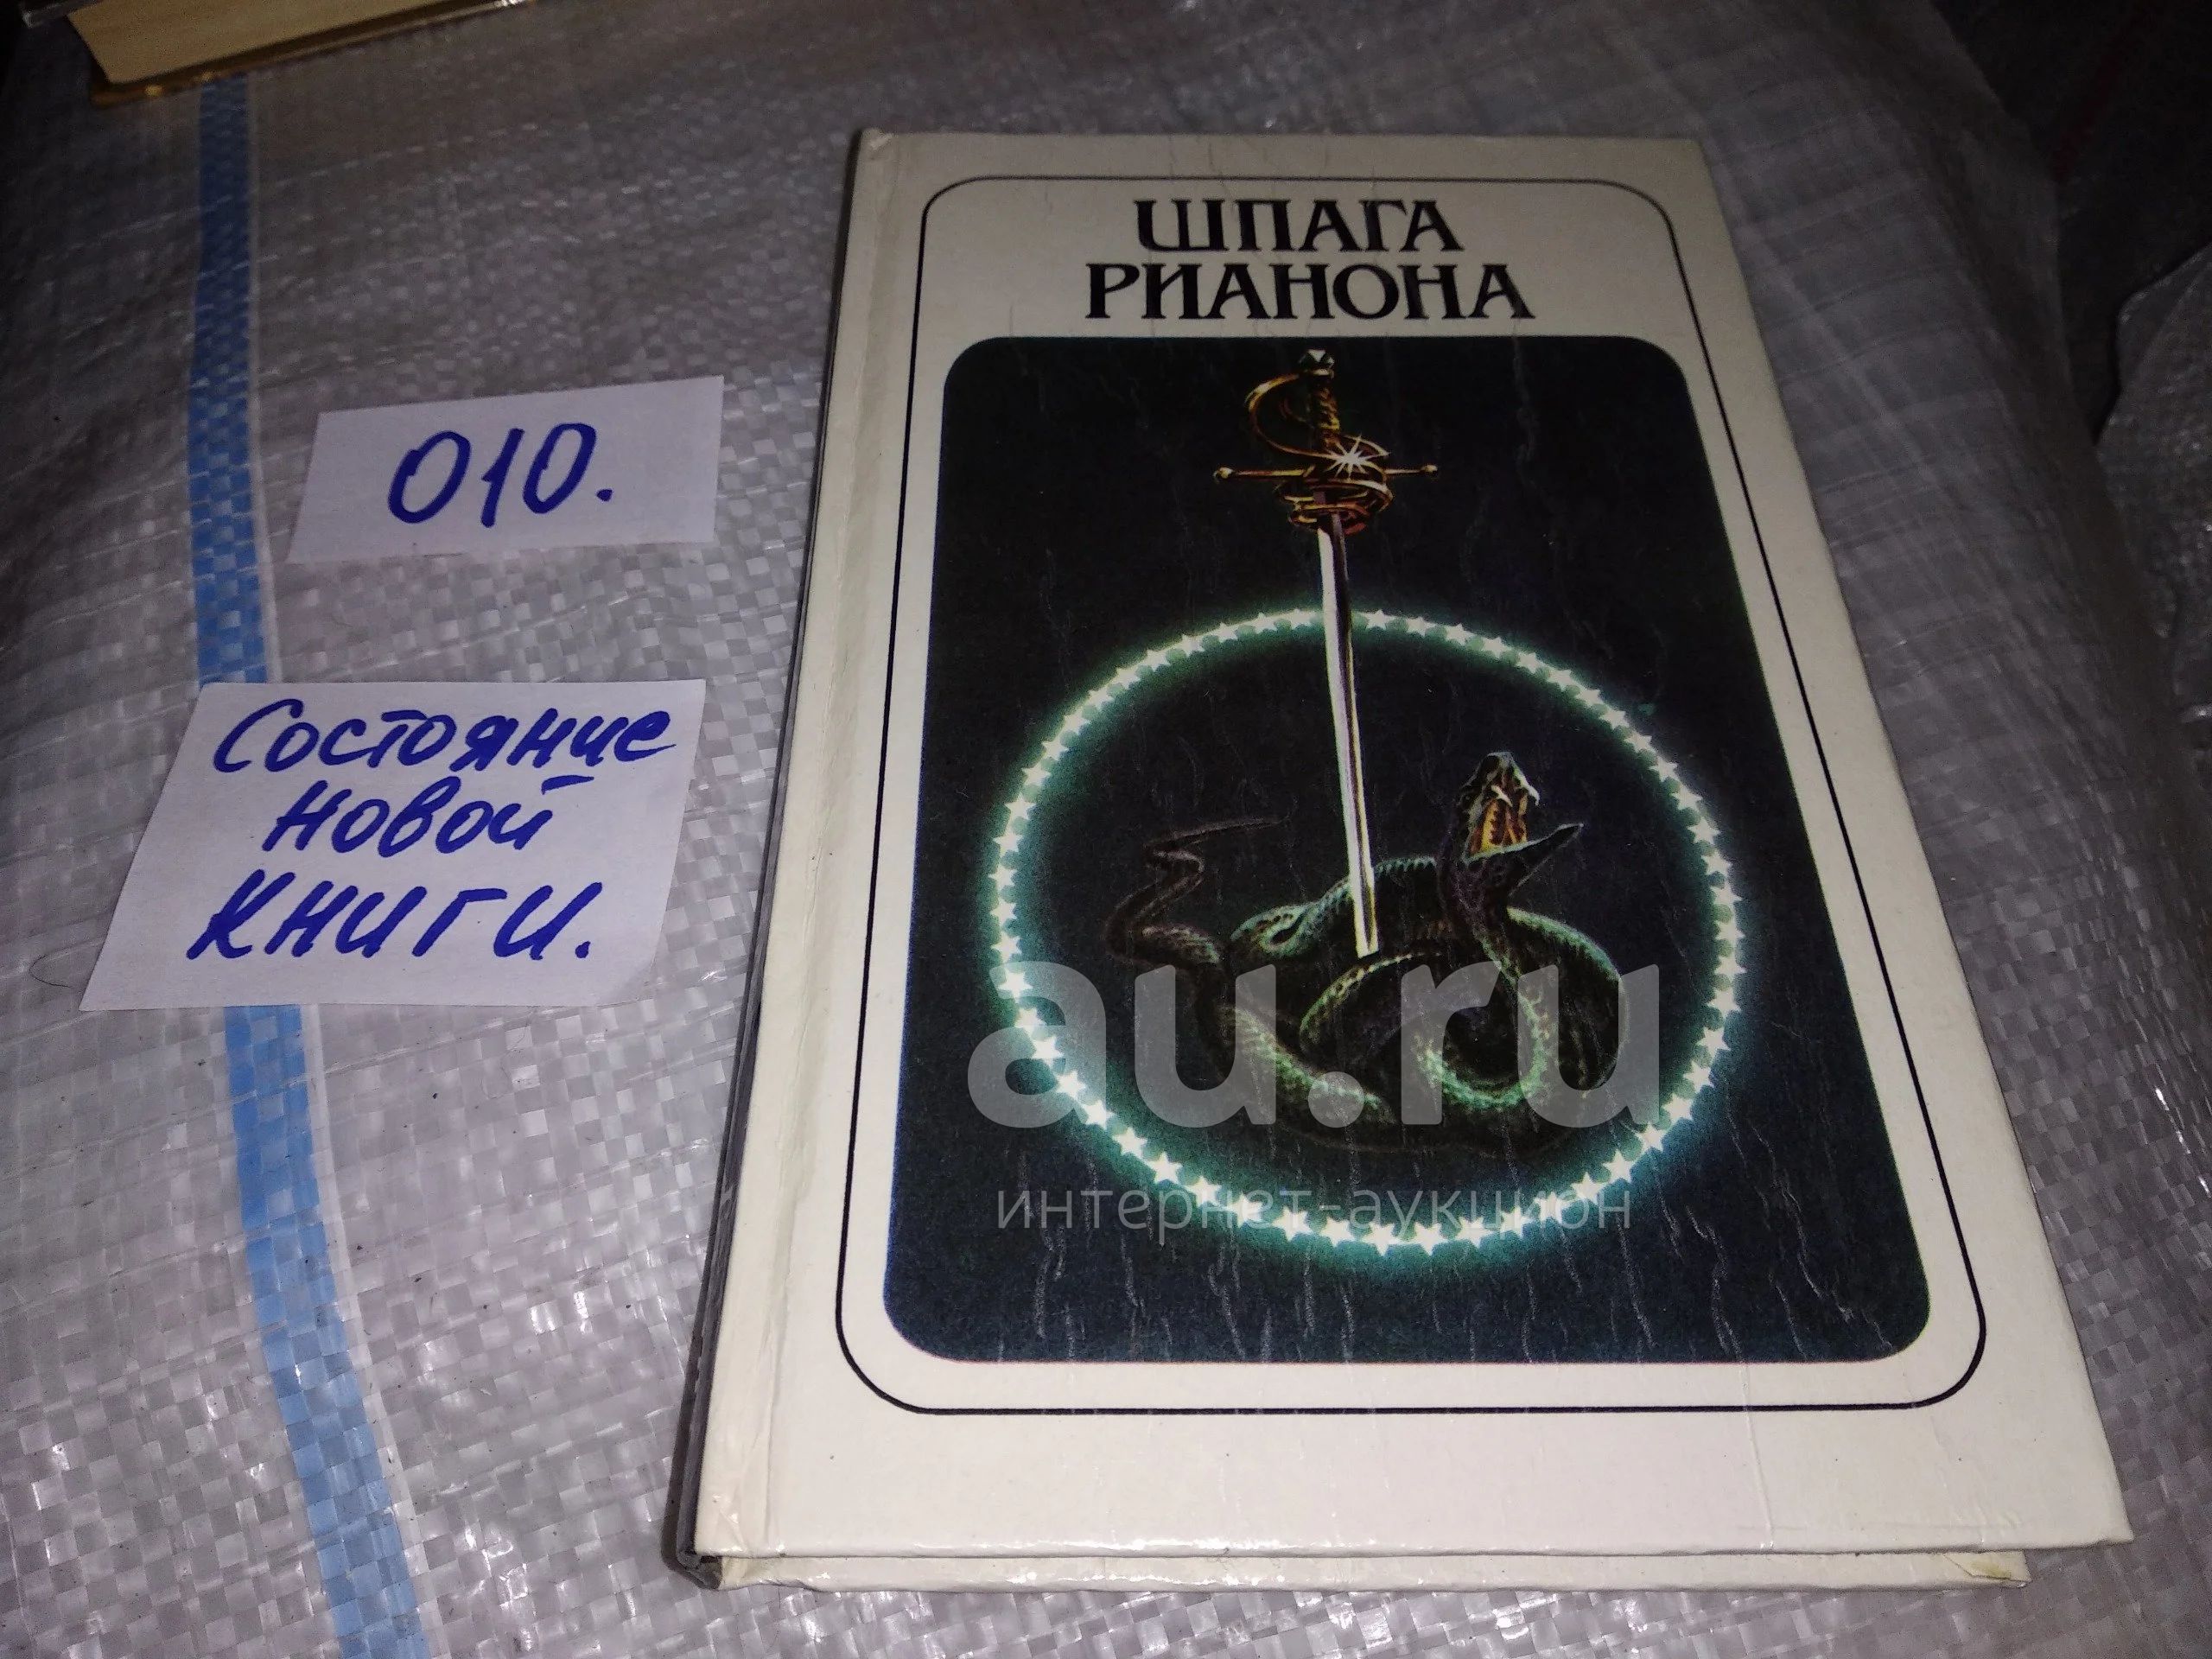 ШПАГА
РИАНОНА
010.
Состояние
новой
книги.
au.ru
интернет-аукцион